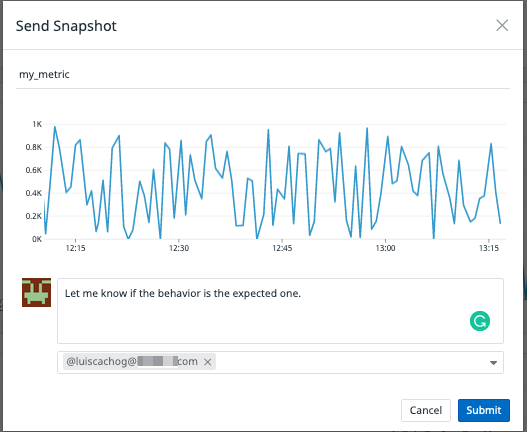 Send Snapshot
my_metric
1K
0.8K
0.6K
0.4K
0.2K
0K
12:15 12:30 12:45 13:00 13:15
Let me know if the behavior is the expected one.
@luiscachog@ com
Cancel Submit